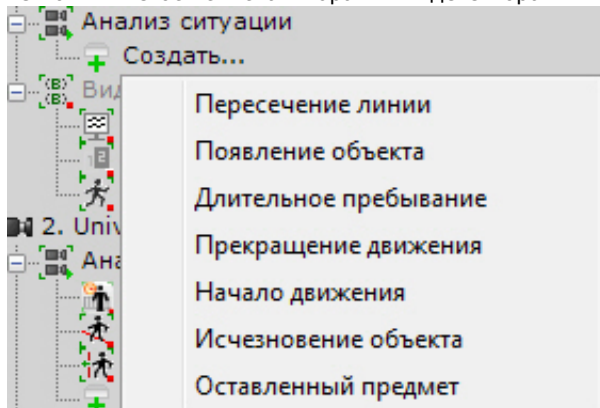 Анализ ситуации
Создать...
(B)
(B)
Пересечение линии
Появление объекта
Длительное пребывание
2
Прекращение движения
2. Univ
Начало движения
Исчезновение объекта
Оставленный предмет